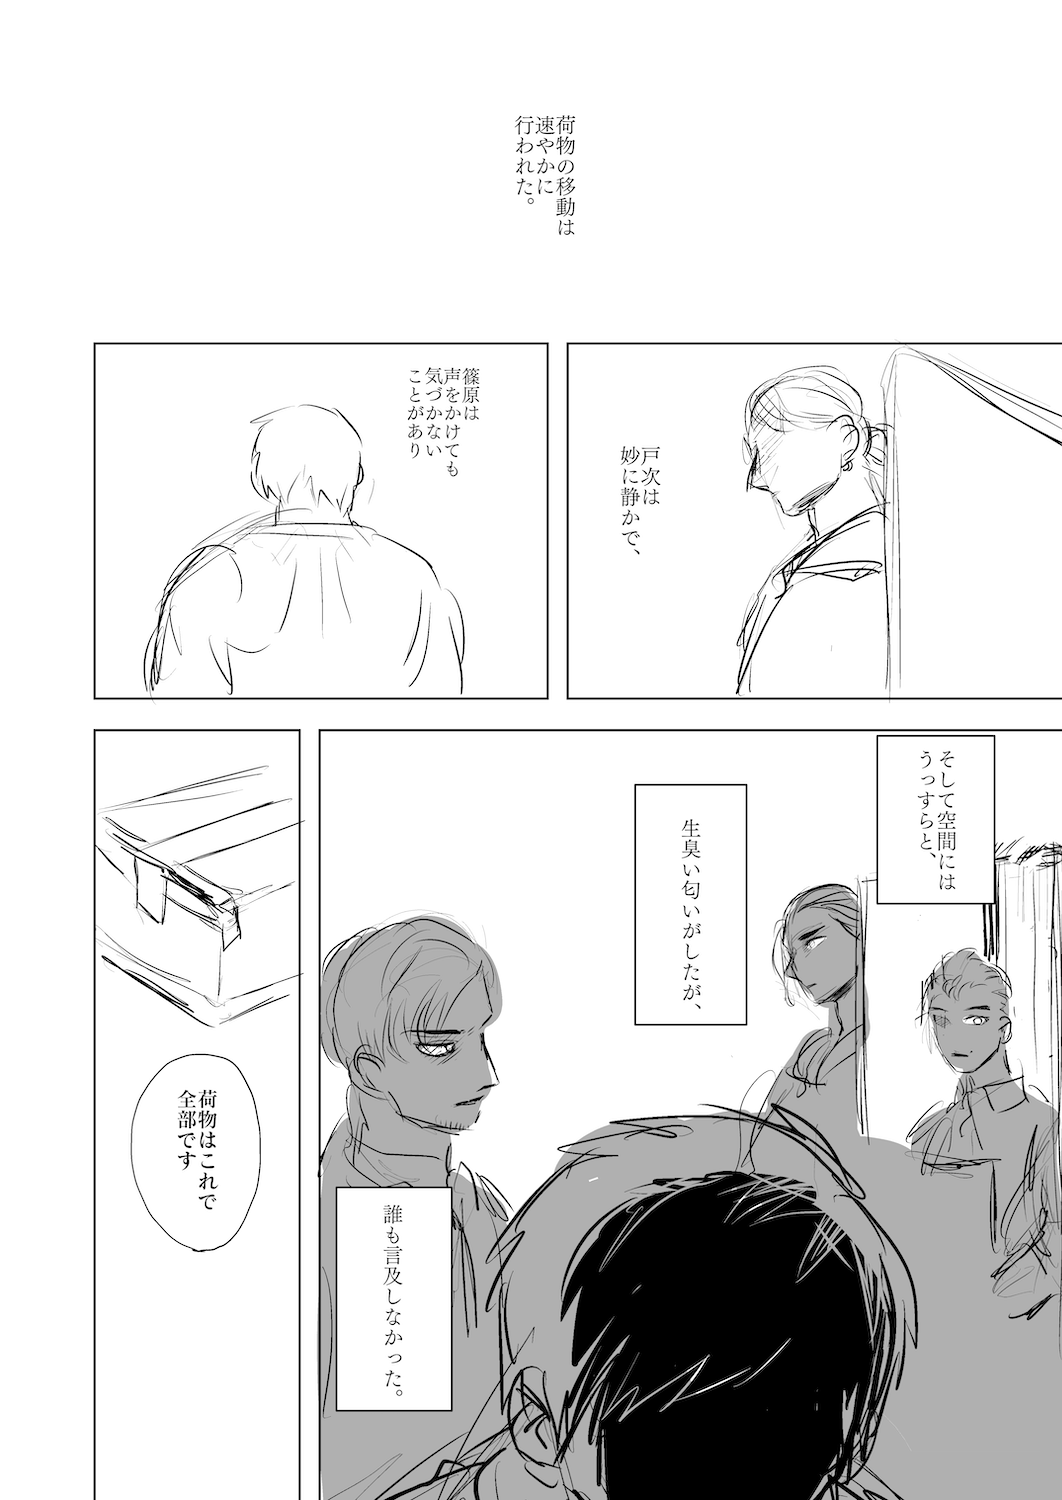 荷物の移動は
速やかに
行われた。
戸次は
妙に静かで、
篠原は
声をかけても
気づかない
ことがあり
そして空間には
うっすらと、
生臭い匂いがしたが、
誰も言及しなかった。
荷物はこれで
全部です